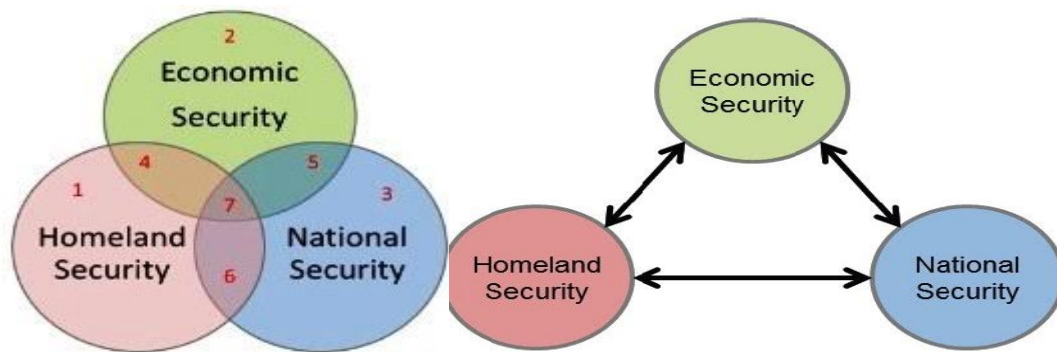 2
Economic
Security
4
5
1
3
7
Homeland
Security
National
Security
6
Economic
Security
Homeland
Security
National
Security